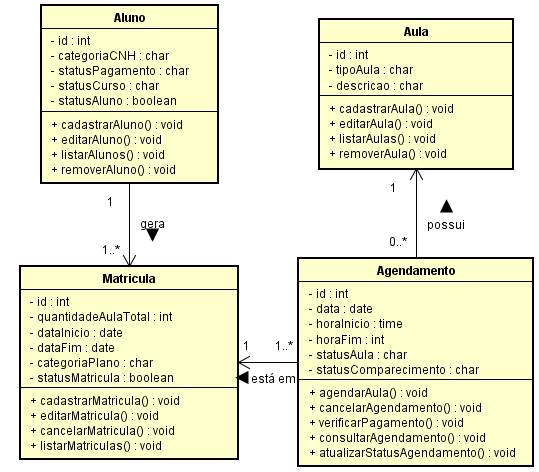 Aluno
- id : int
- categoriaCNH : char
- statusPagamento : char
- statusCurso : char
- statusAluno : boolean
+ cadastrarAluno() : void
+ editarAluno() : void
+ listarAlunos() : void
+ removerAluno() : void
Aula
- id : int
- tipoAula : char
- descricao : char
+ cadastrarAula() : void
+ editarAula() : void
+ listarAulas() : void
+ removerAula() : void
1
gera
1..*
1
possui
0..*
Matricula
- id : int
- quantidadeAulaTotal : int
- dataInicio : date
- dataFim : date
- categoriaPlano : char
- statusMatricula : boolean
+ cadastrarMatricula() : void
+ editarMatricula() : void
+ cancelarMatricula() : void
+ listarMatriculas() : void
1
1..*
está em
Agendamento
- id : int
- data : date
- horaInicio : time
- horaFim : int
- statusAula : char
- statusComparecimento : char
+ agendarAula() : void
+ cancelarAgendamento() : void
+ verificarPagamento() : void
+ consultarAgendamento() : void
+ atualizarStatusAgendamento() : void